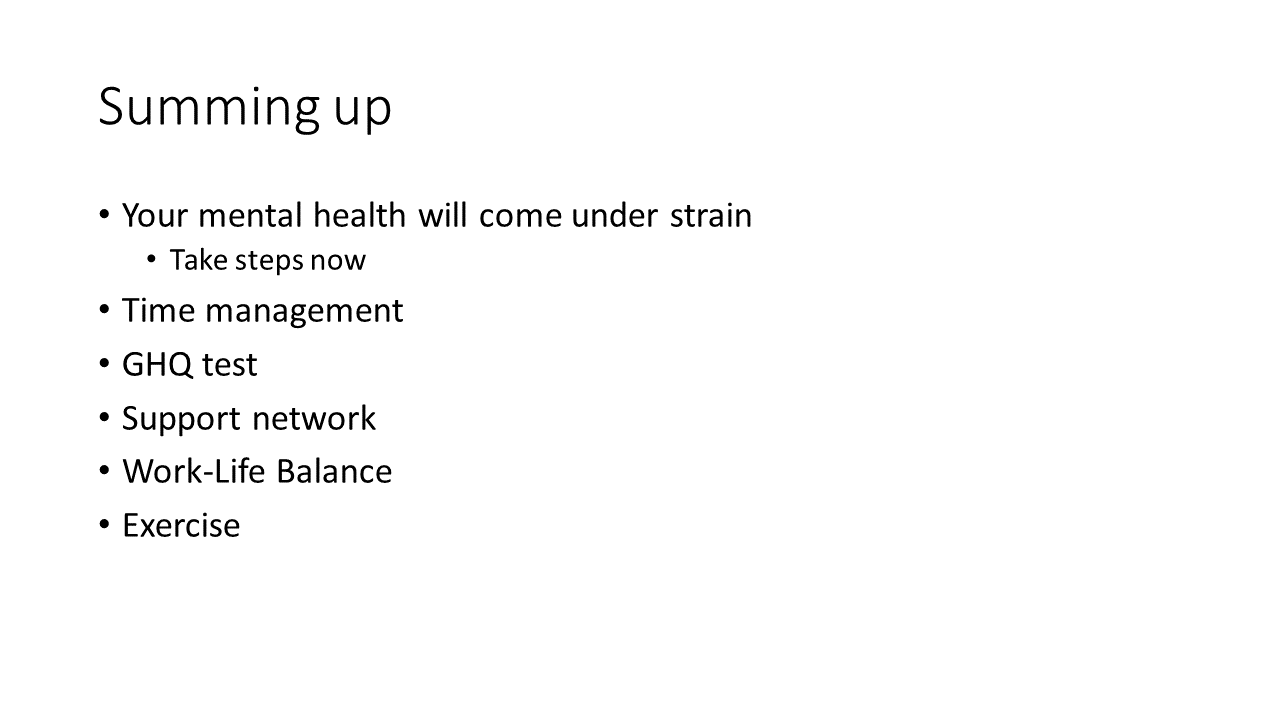 Summing up
• Your mental health will come under strain
• Take steps now
• Time management
• GHQ test
• Support network
• Work-Life Balance
• Exercise